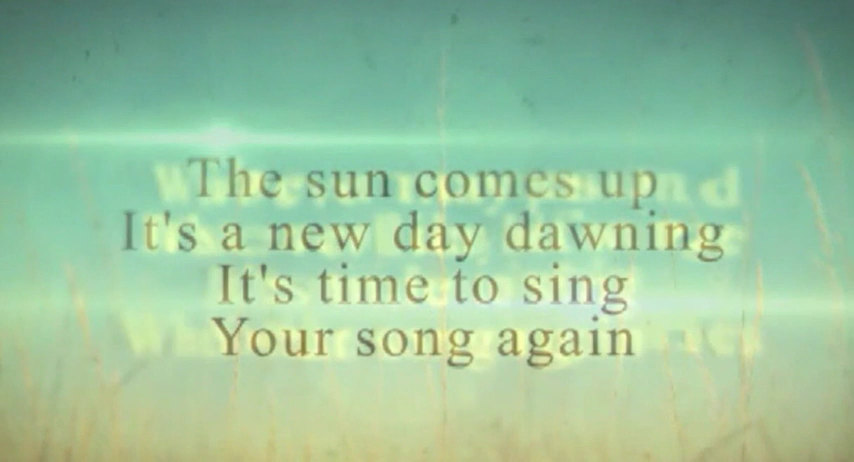 The sun comes up
It's a new day dawning
It's time to sing
Your song again